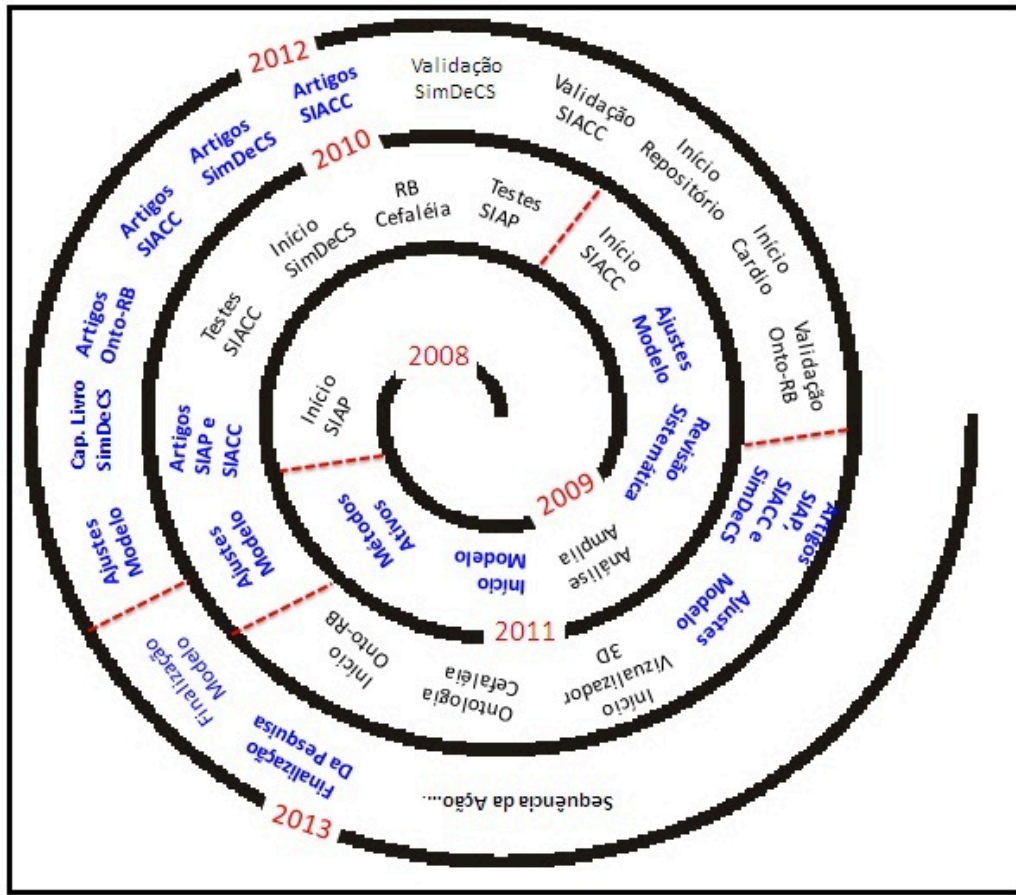 2008
Início
SIAP
Métodos
Ativos
Início
Modelo
2009
Análise
Amplia
Revisão
Sistemática
Ajustes
Modelo
Início
SIACC
Testes
SIAP
2010
RB
Cefaléia
Início
SimDeCS
Testes
SIACC
Artigos
SIAP e
SIACC
Ajustes
Modelo
2011
Início
Onto-RB
Ontologia
Cefaléia
Início
Vizualizador
3D
Ajustes
Modelo
Artigos
SIAP,
SIACC e
SimDeCS
Validação
Onto-RB
Início
Cardio
Início
Repositório
Validação
SIACC
Validação
SimDeCS
2012
Artigos
SIACC
Artigos
SimDeCS
Artigos
SIACC
Artigos
Onto-RB
Cap. Livro
SimDeCS
Ajustes
Modelo
Finalização
Modelo
Finalização
Da Pesquisa
2013
Sequência da Ação....